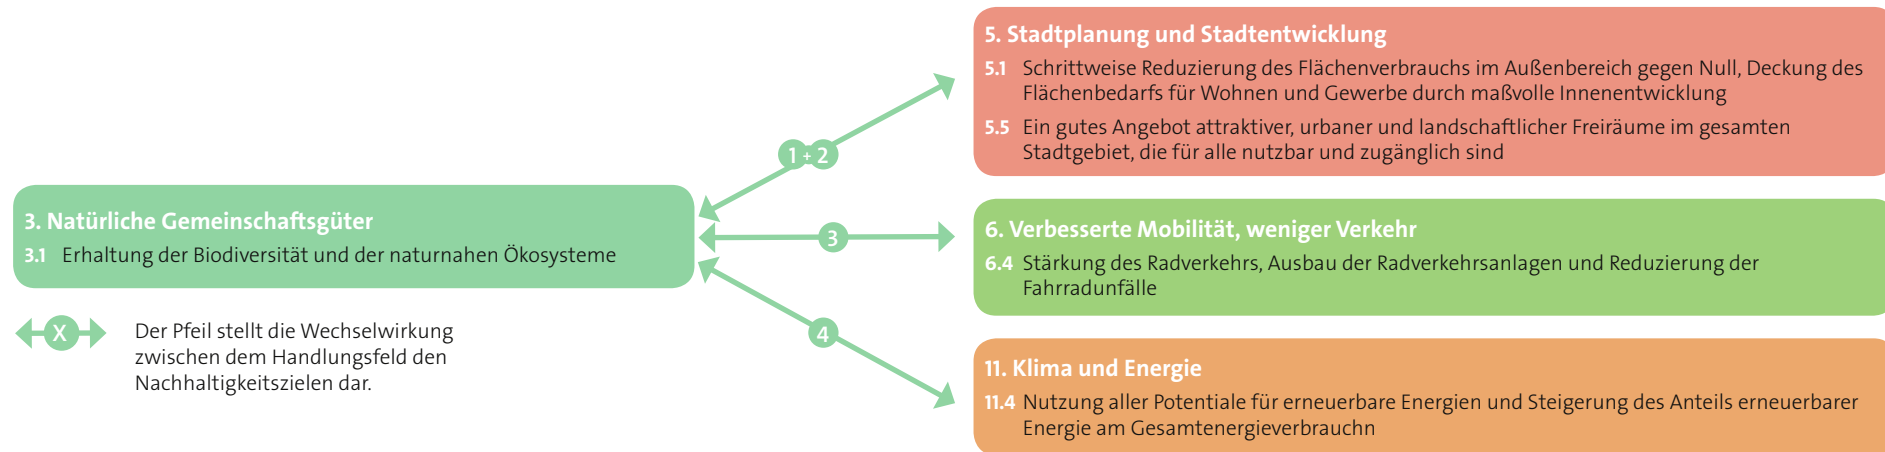 3. Natürliche Gemeinschaftsgüter
3.1 Erhaltung der Biodiversität und der naturnahen Ökosysteme
X
Der Pfeil stellt die Wechselwirkung
zwischen dem Handlungsfeld den
Nachhaltigkeitszielen dar.
1 + 2
3
4
5. Stadtplanung und Stadtentwicklung
5.1 Schrittweise Reduzierung des Flächenverbrauchs im Außenbereich gegen Null, Deckung des
Flächenbedarfs für Wohnen und Gewerbe durch maßvolle Innenentwicklung
5.5 Ein gutes Angebot attraktiver, urbaner und landschaftlicher Freiräume im gesamten
Stadtgebiet, die für alle nutzbar und zugänglich sind
6. Verbesserte Mobilität, weniger Verkehr
6.4 Stärkung des Radverkehrs, Ausbau der Radverkehrsanlagen und Reduzierung der
Fahrradunfälle
11. Klima und Energie
11.4 Nutzung aller Potentiale für erneuerbare Energien und Steigerung des Anteils erneuerbarer
Energie am Gesamtenergieverbrauchn